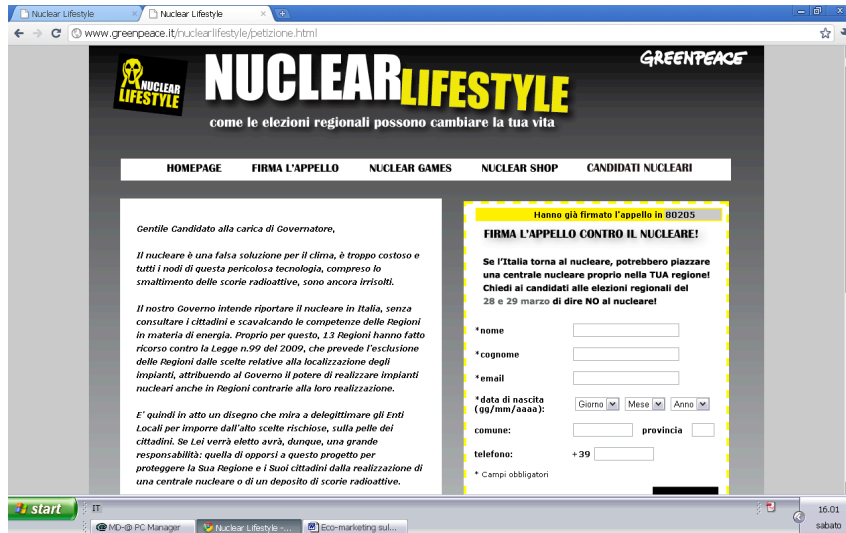 Nuclear Lifestyle
Nuclear Lifestyle
www.greenpeace.it/nuclearlifestyle/petizione.html
NUCLEAR
LIFESTYLE
NUCLEARLIFESTYLE
GREENPEACE
come le elezioni regionali possono cambiare la tua vita
HOMEPAGE FIRMA L'APPELLO NUCLEAR GAMES NUCLEAR SHOP CANDIDATI NUCLEARI
Gentile Candidato alla carica di Governatore,
Il nucleare è una falsa soluzione per il clima, è troppo costoso e
tutti i nodi di questa pericolosa tecnologia, compreso lo
smaltimento delle scorie radioattive, sono ancora irrisolti.
Il nostro Governo intende riportare il nucleare in Italia, senza
consultare i cittadini e scavalcando le competenze delle Regioni
in materia di energia. Proprio per questo, 13 Regioni hanno fatto
ricorso contro la Legge n.99 del 2009, che prevede l'esclusione
delle Regioni dalle scelte relative alla localizzazione degli
impianti, attribuendo al Governo il potere di realizzare impianti
nucleari anche in Regioni contrarie alla loro realizzazione.
E' quindi in atto un disegno che mira a delegittimare gli Enti
Locali per imporre dall'alto scelte rischiose, sulla pelle dei
cittadini. Se Lei verrà eletto avrà, dunque, una grande
responsabilità: quella di opporsi a questo progetto per
proteggere la Sua Regione e i Suoi cittadini dalla realizzazione di
una centrale nucleare o di un deposito di scorie radioattive.
Hanno già firmato l'appello in 80205
FIRMA L'APPELLO CONTRO IL NUCLEARE!
Se l'Italia torna al nucleare, potrebbero piazzare
una centrale nucleare proprio nella TUA regione!
Chiedi ai candidati alle elezioni regionali del
28 e 29 marzo di dire NO al nucleare!
*nome
*cognome
*email
*data di nascita
(gg/mm/aaaa): Giorno Mese Anno
comune: provincia
telefono: +39
* Campi obbligatori
start IT 16.01
MD-@ PC Manager Nuclear Lifestyle -... Eco-marketing sul... sabato